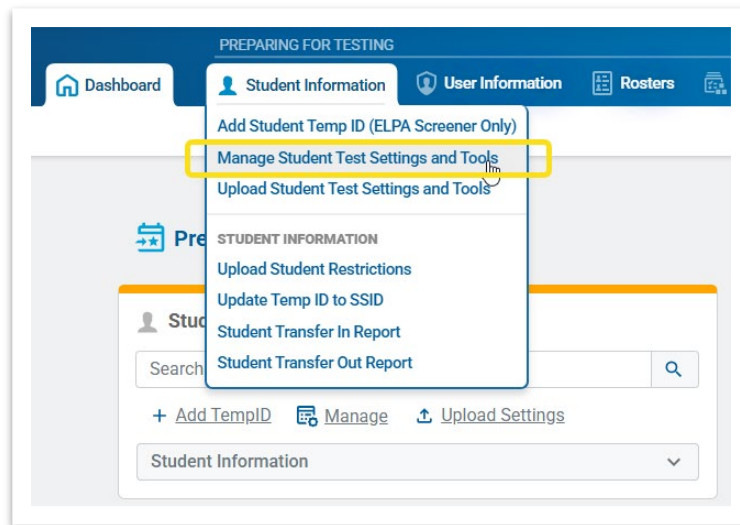 PREPARING FOR TESTING
Dashboard
Student Information
User Information
Rosters
Add Student Temp ID (ELPA Screener Only)
Manage Student Test Settings and Tools
Upload Student Test Settings and Tools
STUDENT INFORMATION
Upload Student Restrictions
Update Temp ID to SSID
Student Transfer In Report
Student Transfer Out Report
Pre
Stud
Search
+ Add TempID Manage Upload Settings
Student Information